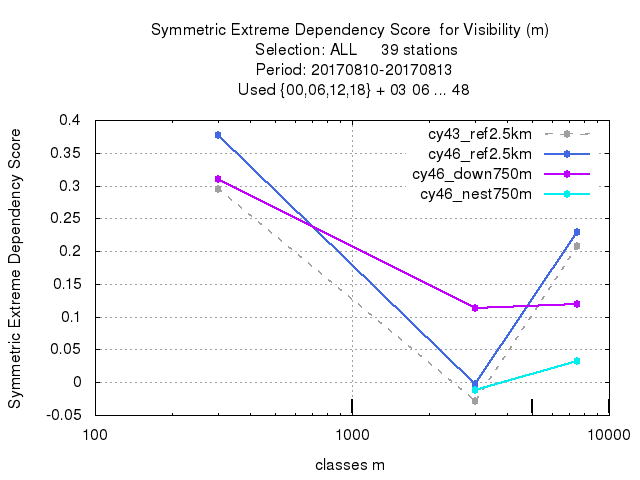 Symmetric Extreme Dependency Score  for Visibility (m)
Selection: ALL     39 stations
Period: 20170810-20170813
Used {00,06,12,18} + 03 06 ... 48
cy43_ref2.5km
cy46_ref2.5km
cy46_down750m
cy46_nest750m
Symmetric Extreme Dependency Score
0.4
0.35
0.3
0.25
0.2
0.15
0.1
0.05
0
-0.05
100 1000 10000
classes m